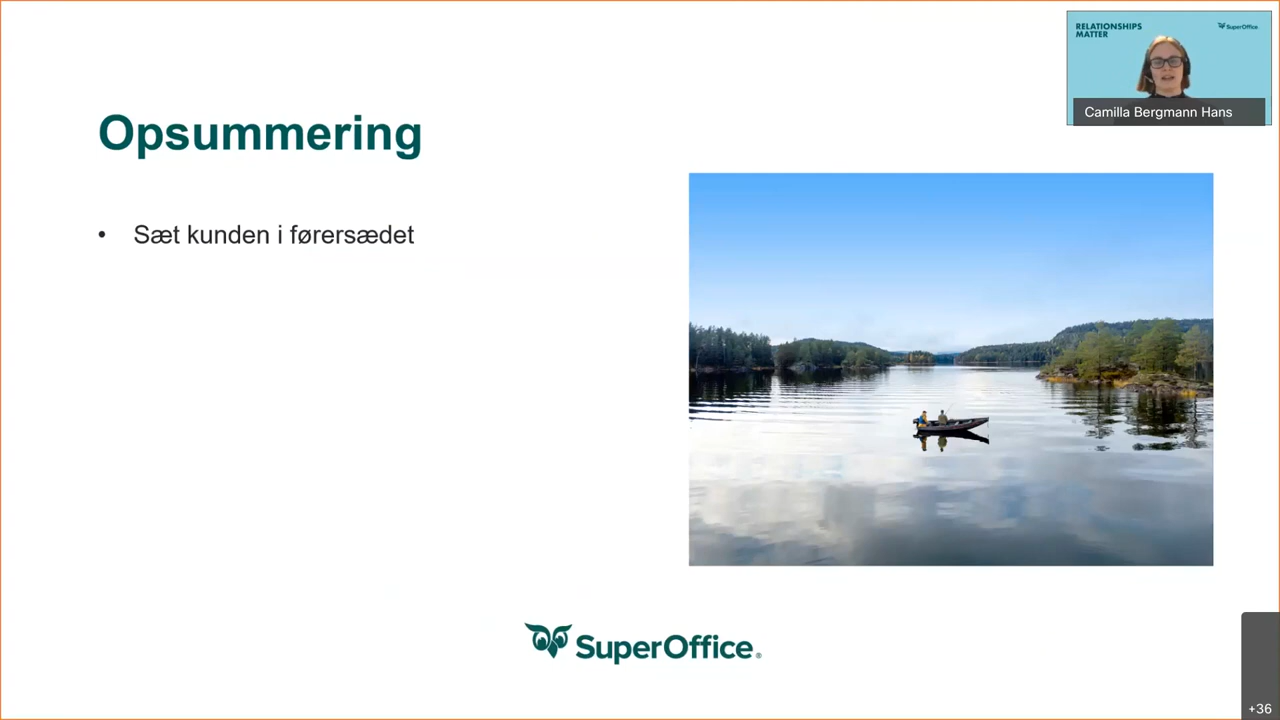 RELATIONSHIPS
MATTER
SuperOffice
Camilla Bergmann Hans
Opsummering
• Sæt kunden i førersædet
SuperOffice®
+36